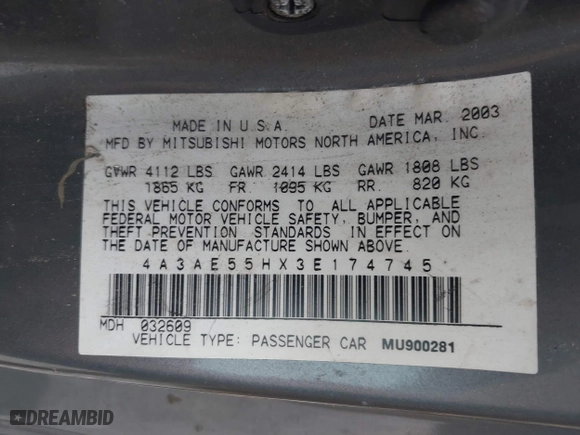 MADE IN U.S.A. DATE MAR. 2003
MFD BY MITSUBISHI MOTORS NORTH AMERICA, INC.
GVWR 4112 LBS GAWR 2414 LBS GAWR 1808 LBS
1865 KG FR. 1095 KG RR. 820 KG
THIS VEHICLE CONFORMS TO ALL APPLICABLE
FEDERAL MOTOR VEHICLE SAFETY, BUMPER, AND
THEFT PREVENTION STANDARDS IN EFFECT ON
THE DATE OF MANUFACTURE SHOWN ABOVE.
4A3AE55HX3E174745
MDH 032609
VEHICLE TYPE: PASSENGER CAR MU900281
DREAMBID